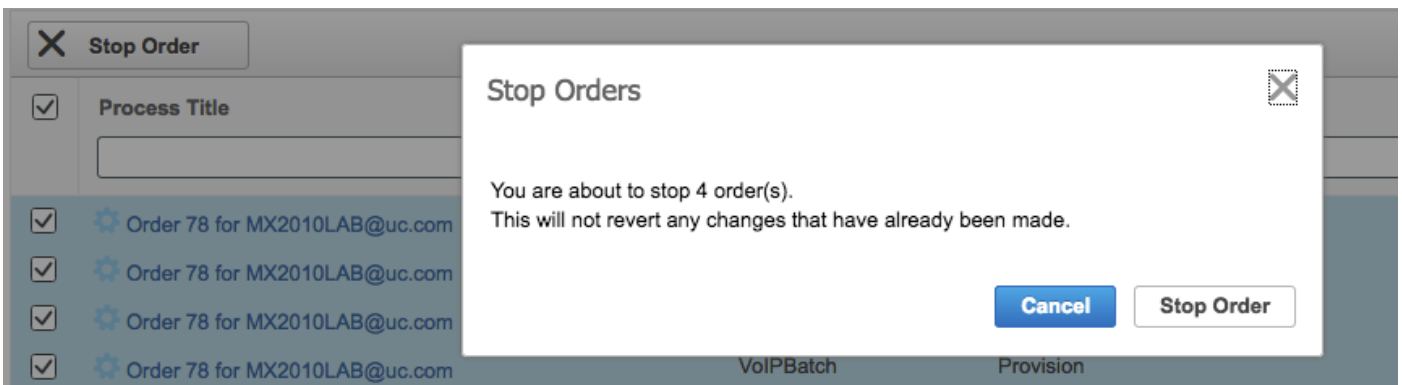 Stop Order
Process Title
Stop Orders
You are about to stop 4 order(s).
This will not revert any changes that have already been made.
Cancel
Stop Order
Order 78 for MX2010LAB@uc.com
Order 78 for MX2010LAB@uc.com
Order 78 for MX2010LAB@uc.com
Order 78 for MX2010LAB@uc.com VoIPBatch Provision